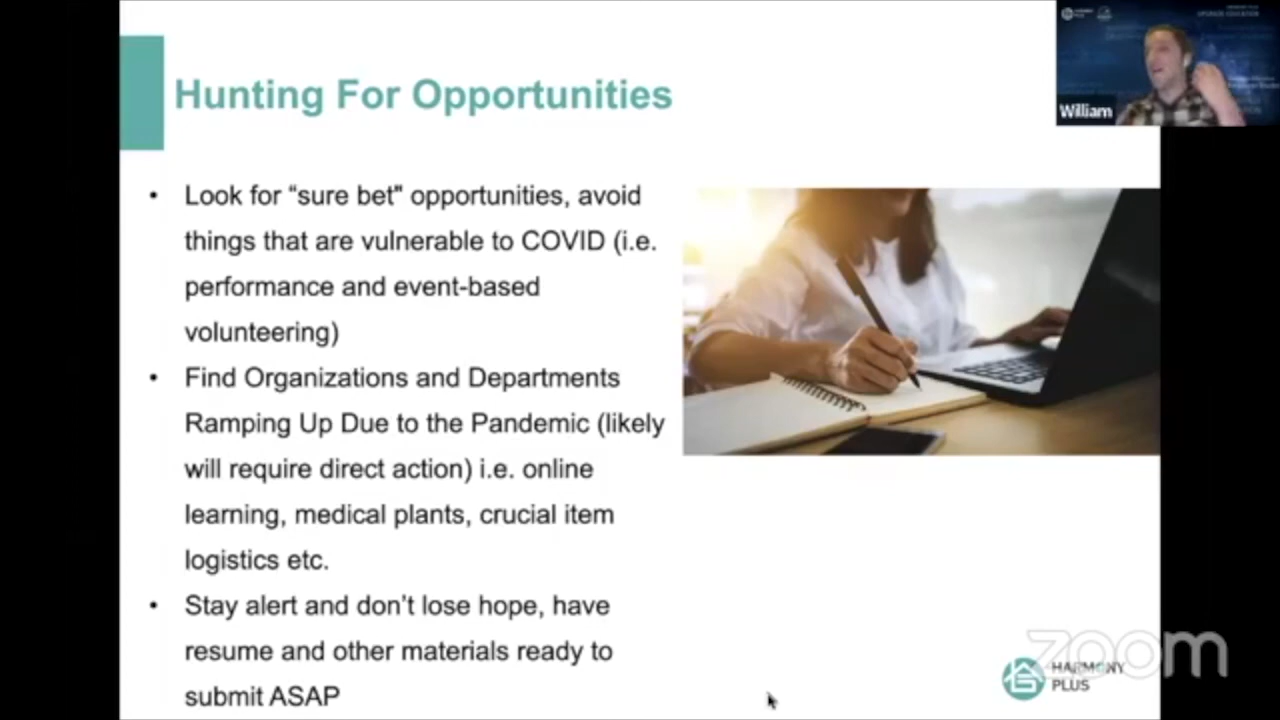 Hunting For Opportunities
William
• Look for “sure bet" opportunities, avoid
things that are vulnerable to COVID (i.e.
performance and event-based
volunteering)
• Find Organizations and Departments
Ramping Up Due to the Pandemic (likely
will require direct action) i.e. online
learning, medical plants, crucial item
logistics etc.
• Stay alert and don’t lose hope, have
resume and other materials ready to
submit ASAP
zoom
HARMONY
PLUS